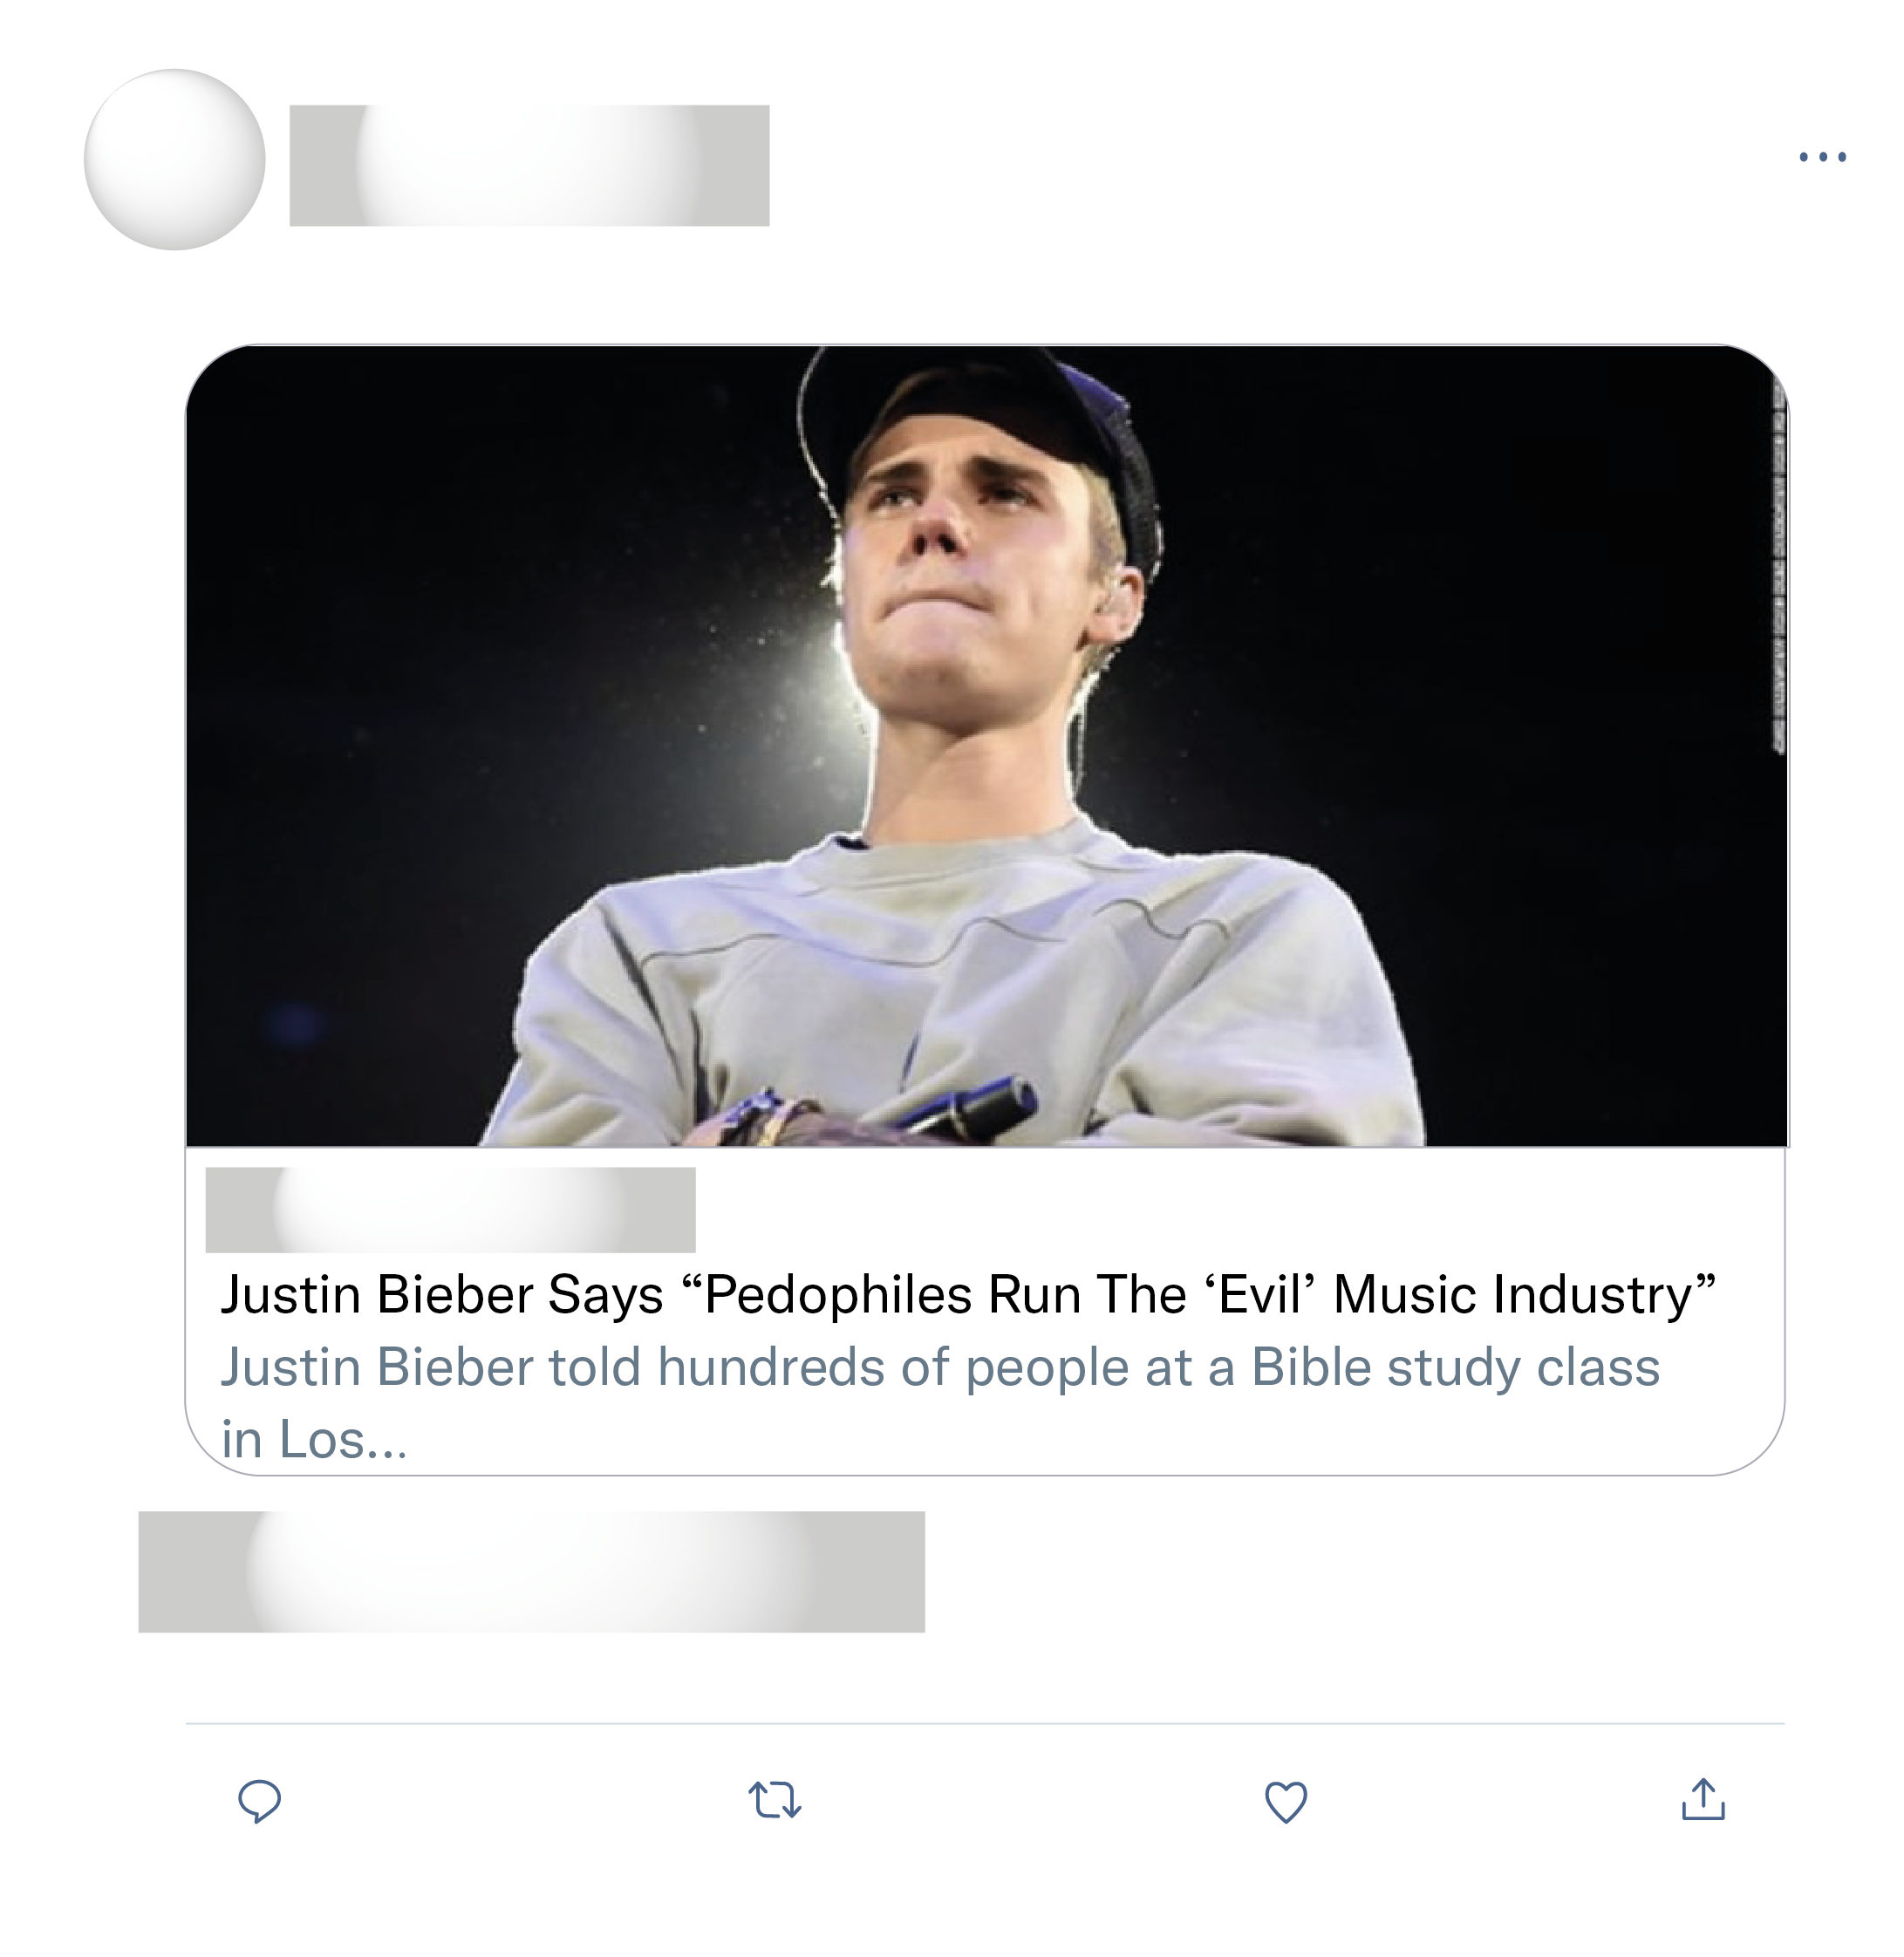 Justin Bieber Says “Pedophiles Run The ‘Evil’ Music Industry”
Justin Bieber told hundreds of people at a Bible study class
in Los...